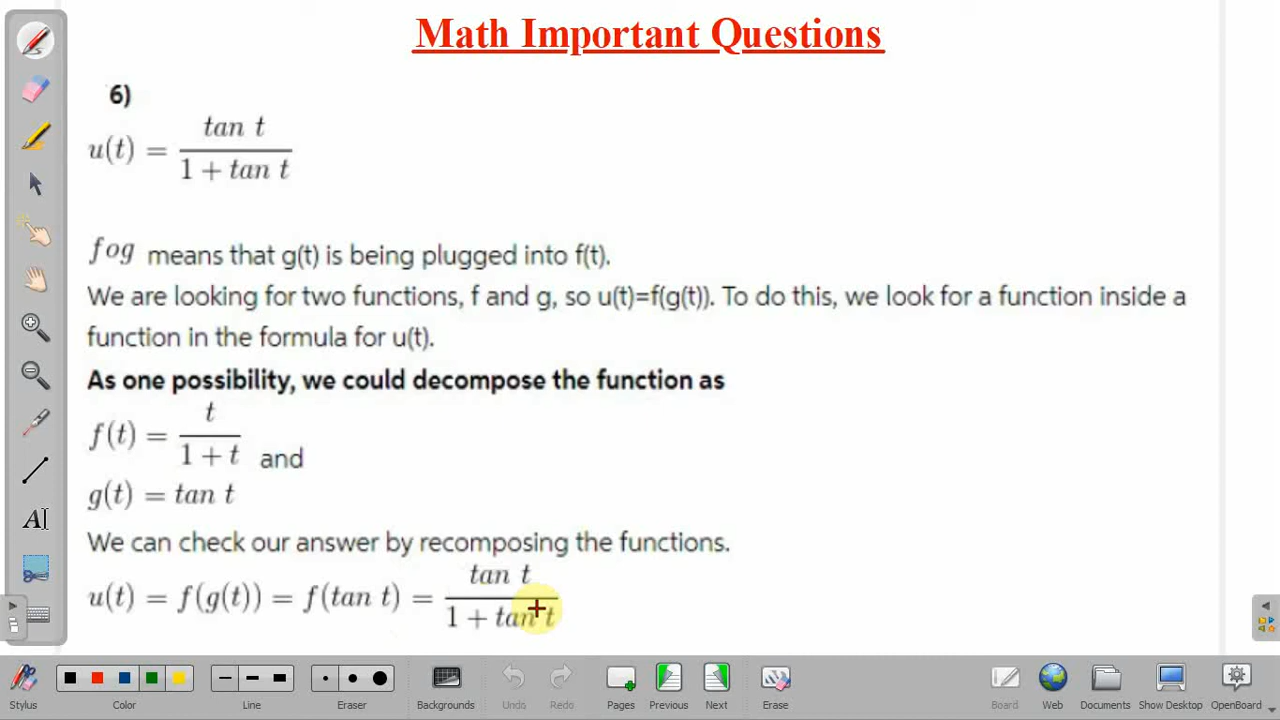 Math Important Questions
6)
u(t) = tan t / 1 + tan t
fog means that g(t) is being plugged into f(t).
We are looking for two functions, f and g, so u(t)=f(g(t)). To do this, we look for a function inside a
function in the formula for u(t).
As one possibility, we could decompose the function as
f(t) = t / 1 + t and
g(t) = tan t
We can check our answer by recomposing the functions.
u(t) = f(g(t)) = f(tan t) = tan t / 1 + tan t
Stylus Color Line Eraser Backgrounds Undo Redo Pages Previous Next Erase Board Web Documents Show Desktop OpenBoard